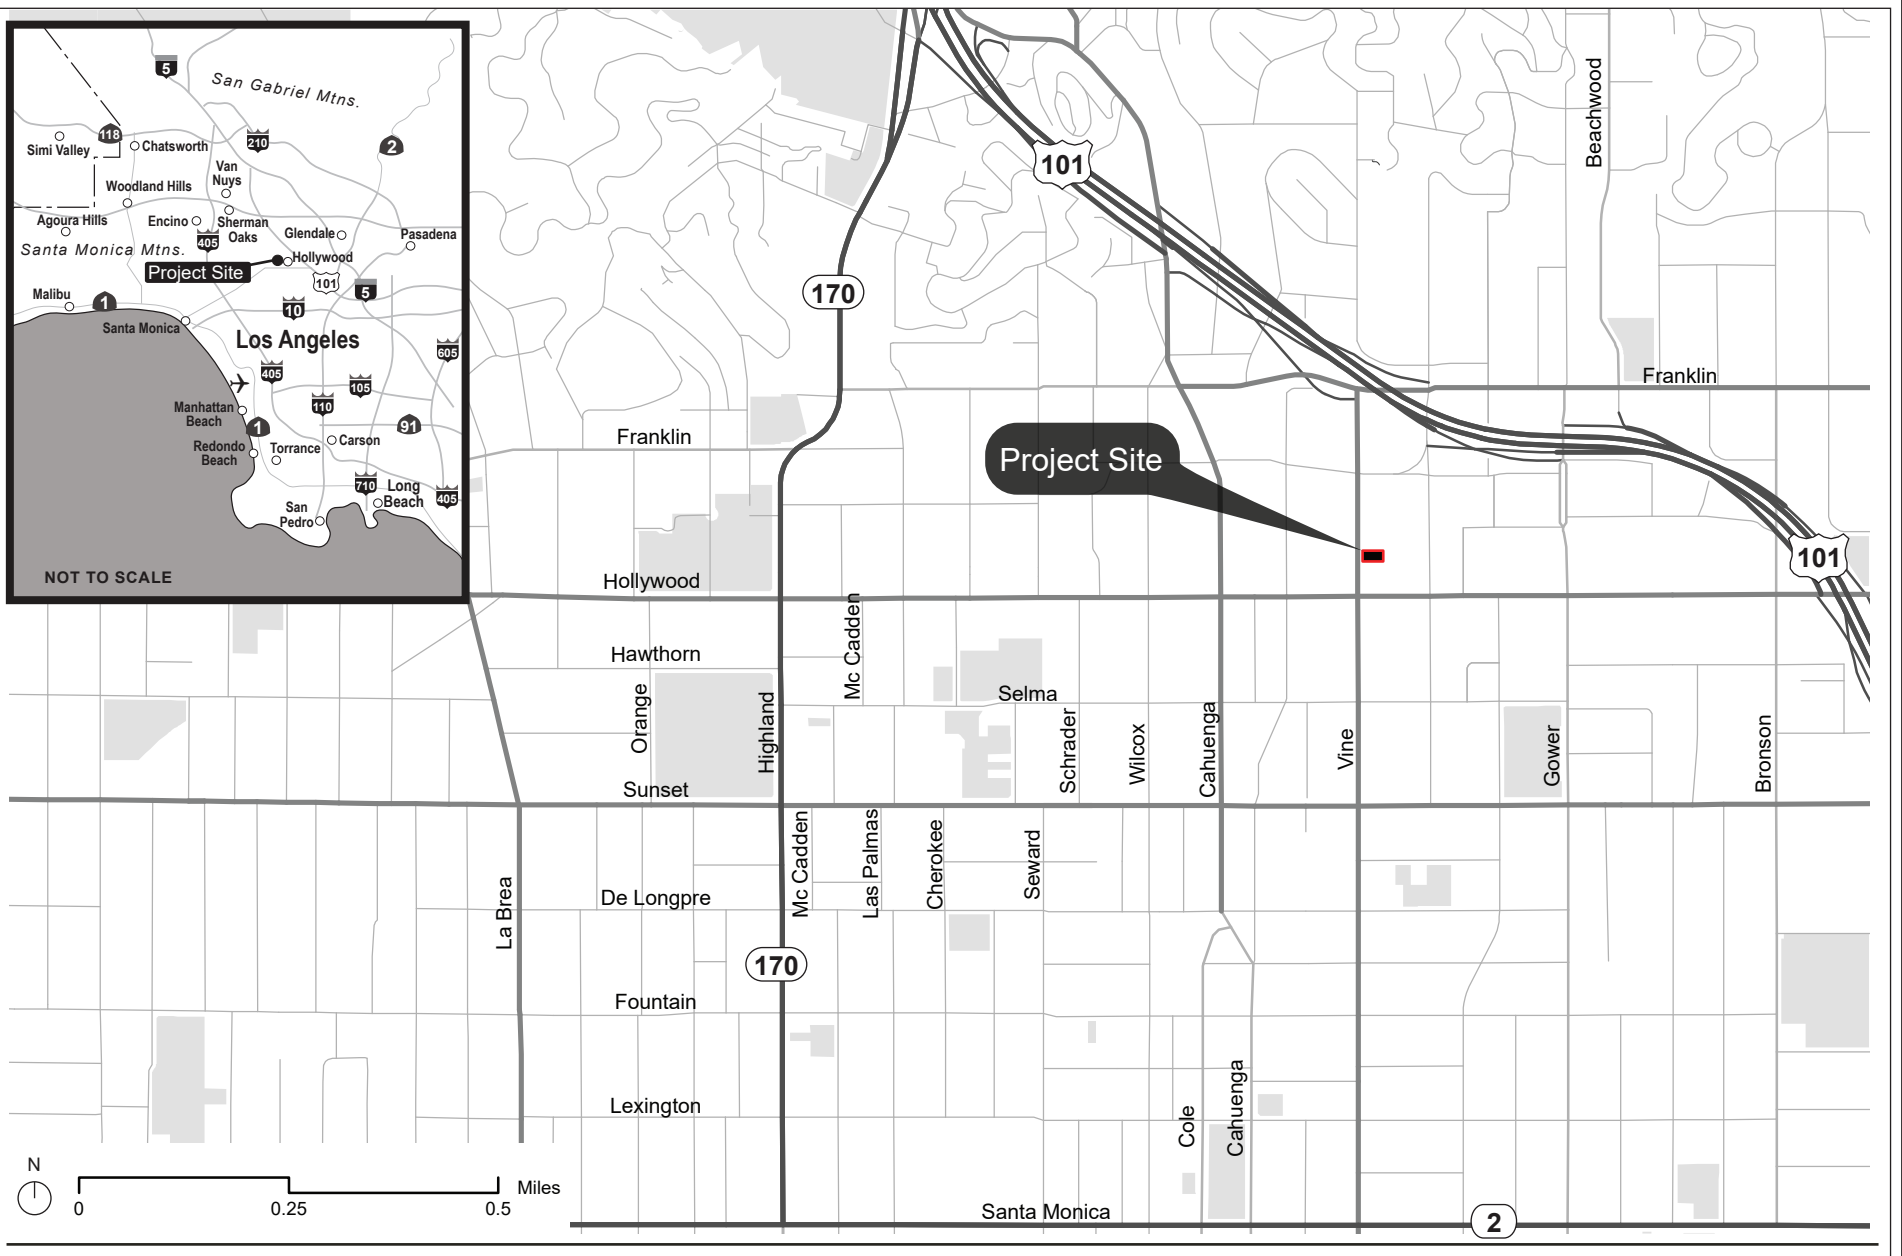 5
San Gabriel Mtns.
118
210
2
Simi Valley
Chatsworth
Van
Nuys
Woodland Hills
Agoura Hills
Encino
Sherman
Oaks
Glendale
Pasadena
405
Santa Monica Mtns.
Hollywood
Project Site
101
5
Malibu
1
10
Santa Monica
Los Angeles
605
405
105
110
Manhattan
Beach
1
91
Carson
Redondo
Beach
Torrance
710
Long
Beach
405
San
Pedro
NOT TO SCALE
Beachwood
101
170
Franklin
Franklin
Project Site
101
Hollywood
Mc Cadden
Hawthorn
Selma
Orange
Highland
Schrader
Wilcox
Cahuenga
Vine
Gower
Bronson
Sunset
Mc Cadden
Las Palmas
Cherokee
Seward
La Brea
De Longpre
170
Fountain
Lexington
Cole
Cahuenga
N
0
0.25
0.5
Miles
Santa Monica
2